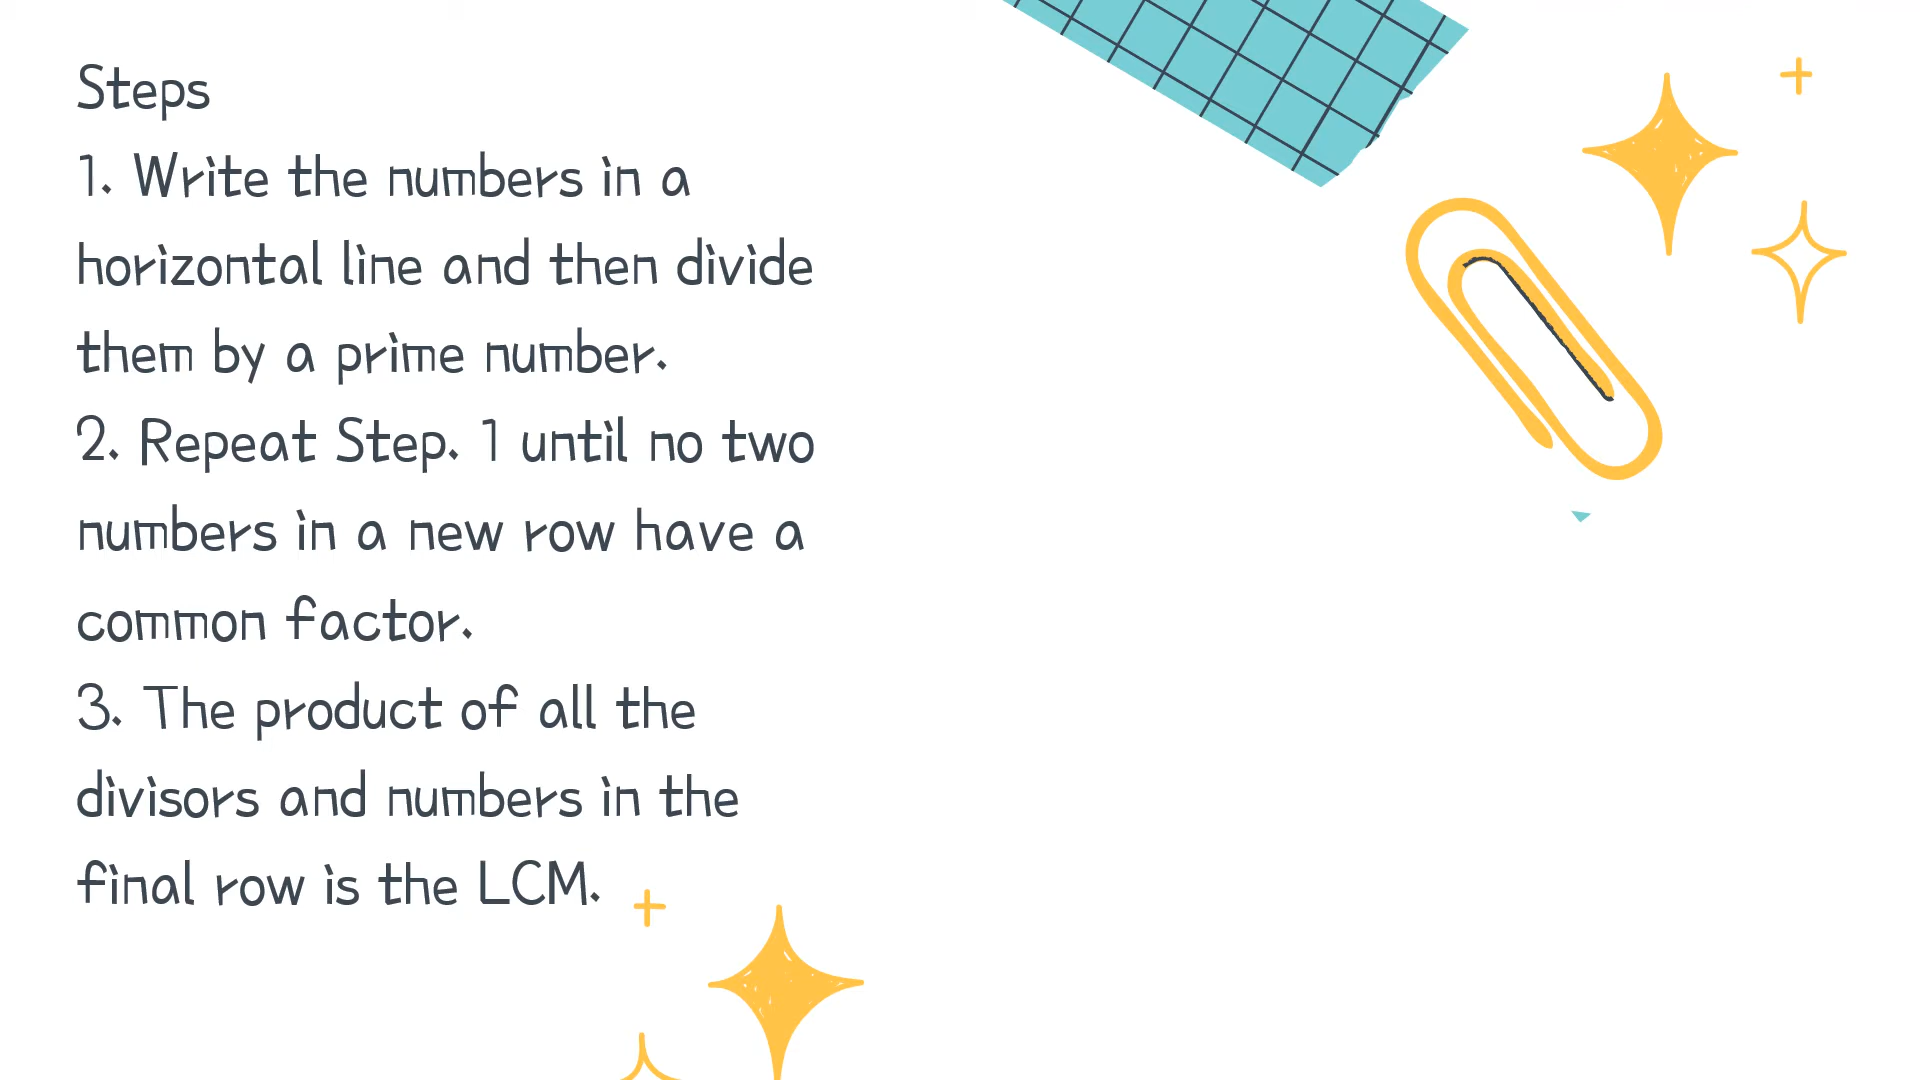 Steps
1. Write the numbers in a
horizontal line and then divide
them by a prime number.
2. Repeat Step. 1 until no two
numbers in a new row have a
common factor.
3. The product of all the
divisors and numbers in the
final row is the LCM.